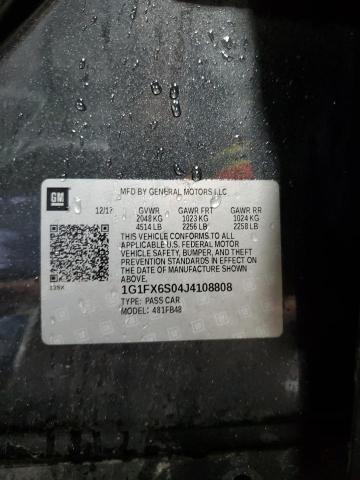 GM
MFD BY GENERAL MOTORS LLC
12/17 GVWR GAWR FRT GAWR RR
2048 KG 1023 KG 1024 KG
4514 LB 2256 LB 2258 LB
THIS VEHICLE CONFORMS TO ALL
APPLICABLE U.S. FEDERAL MOTOR
VEHICLE SAFETY, BUMPER, AND THEFT
PREVENTION STANDARDS IN EFFECT ON
THE DATE OF MANUFACTURE SHOWN
ABOVE.
1G1FX6S04J4108808
TYPE: PASS CAR
MODEL: 481FB48